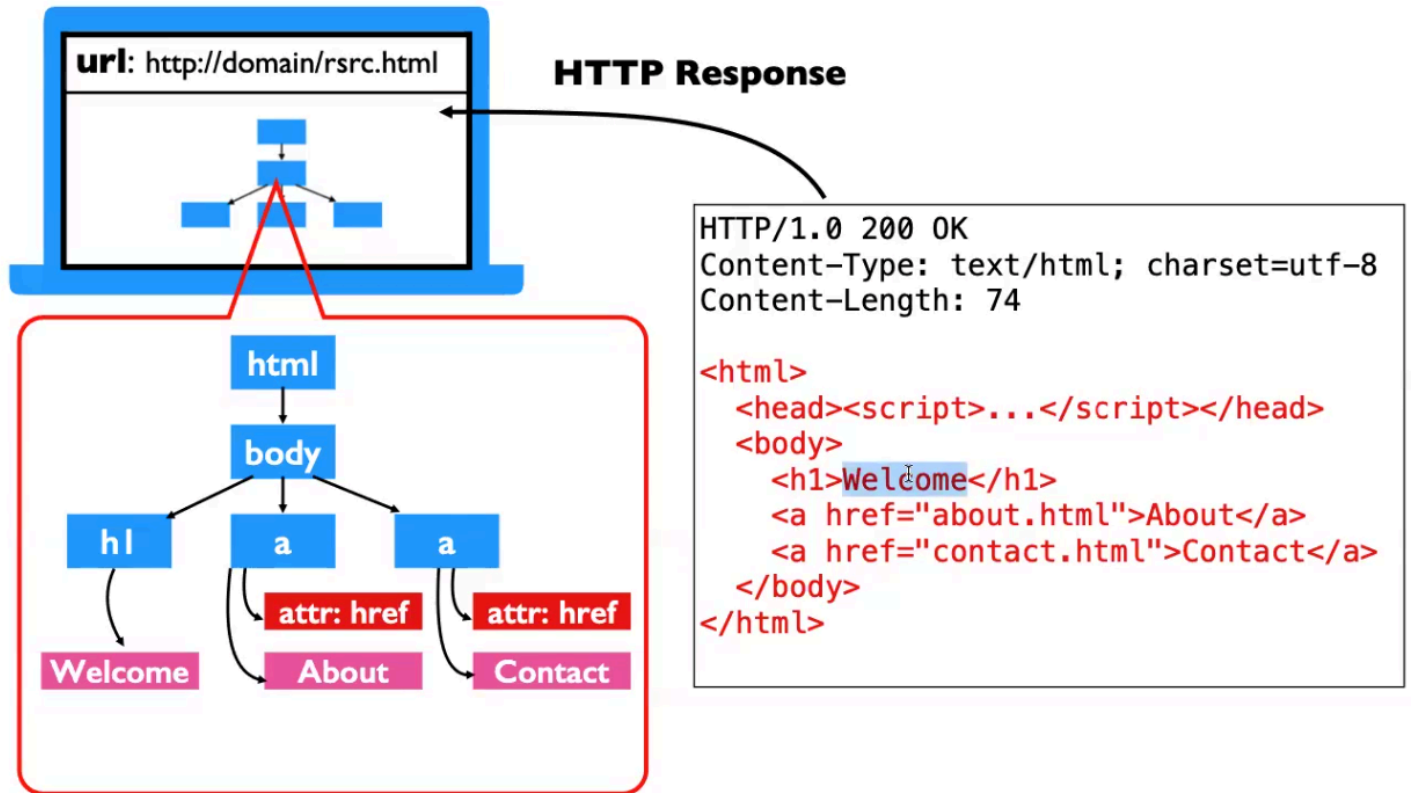 url: http://domain/rsrc.html
HTTP Response
HTTP/1.0 200 OK
Content-Type: text/html; charset=utf-8
Content-Length: 74
<html>
<head><script>...</script></head>
<body>
<h1>Welcome</h1>
<a href="about.html">About</a>
<a href="contact.html">Contact</a>
</body>
</html>
html
body
h1
a
a
attr: href
attr: href
Welcome
About
Contact